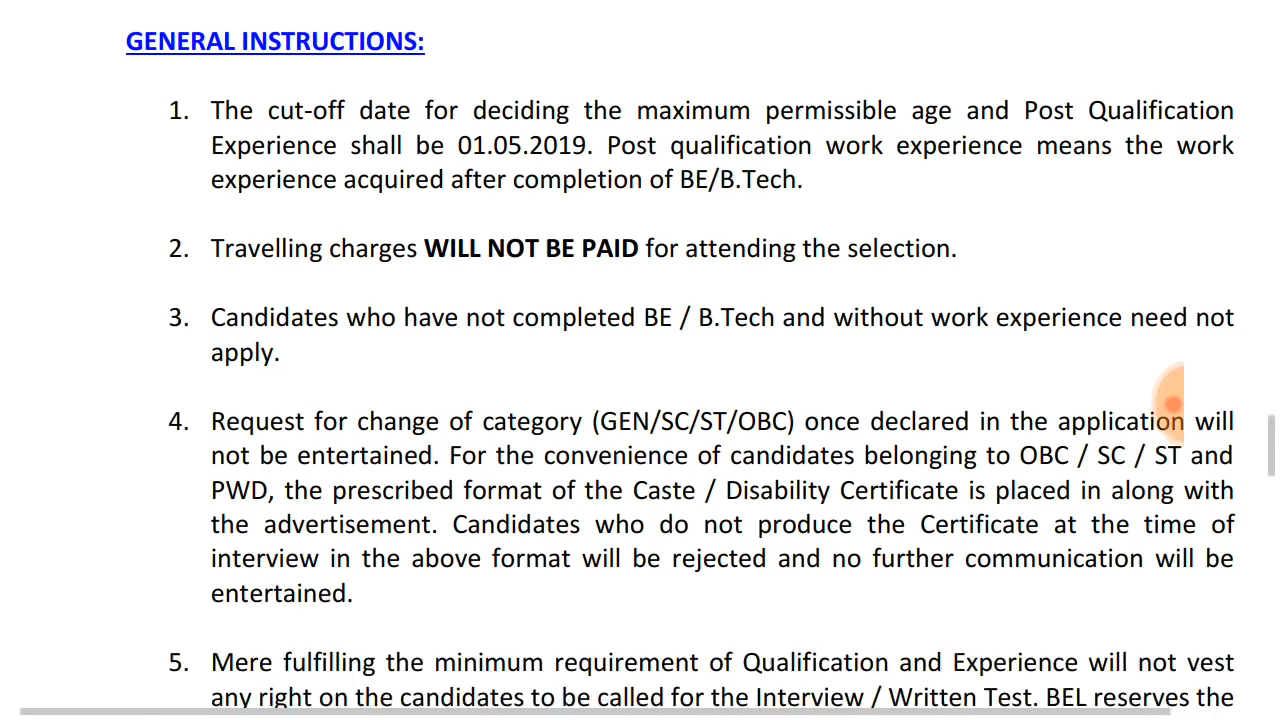 GENERAL INSTRUCTIONS:
1. The cut-off date for deciding the maximum permissible age and Post Qualification
Experience shall be 01.05.2019. Post qualification work experience means the work
experience acquired after completion of BE/B.Tech.
2. Travelling charges WILL NOT BE PAID for attending the selection.
3. Candidates who have not completed BE / B.Tech and without work experience need not
apply.
4. Request for change of category (GEN/SC/ST/OBC) once declared in the application will
not be entertained. For the convenience of candidates belonging to OBC / SC / ST and
PWD, the prescribed format of the Caste / Disability Certificate is placed in along with
the advertisement. Candidates who do not produce the Certificate at the time of
interview in the above format will be rejected and no further communication will be
entertained.
5. Mere fulfilling the minimum requirement of Qualification and Experience will not vest
any right on the candidates to be called for the Interview / Written Test. BEL reserves the